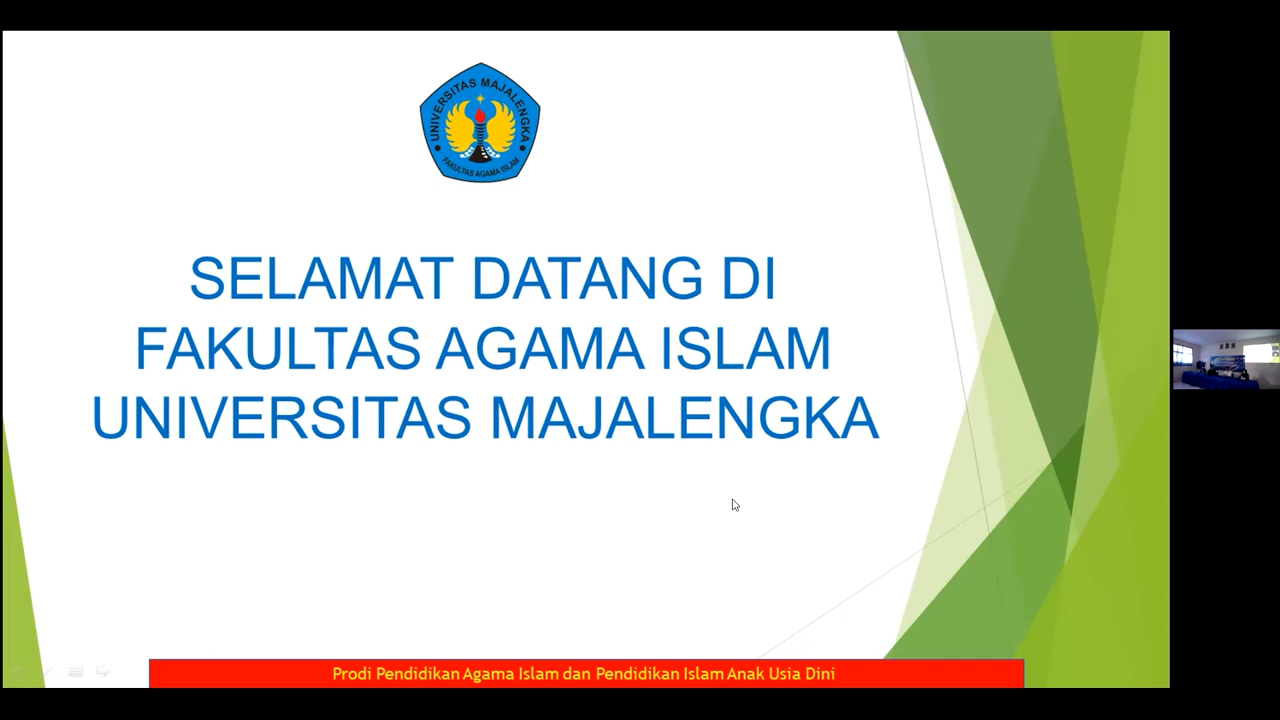 UNIVERSITAS MAJALENGKA
FAKULTAS AGAMA ISLAM
SELAMAT DATANG DI
FAKULTAS AGAMA ISLAM
UNIVERSITAS MAJALENGKA
Prodi Pendidikan Agama Islam dan Pendidikan Islam Anak Usia Dini